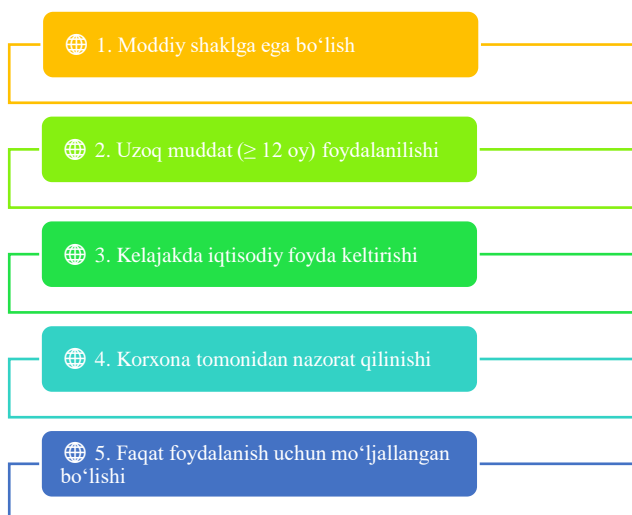 🌐 1. Moddiy shaklga ega bo‘lish
🌐 2. Uzoq muddat (≥ 12 oy) foydalanilishi
🌐 3. Kelajakda iqtisodiy foyda keltirishi
🌐 4. Korxona tomonidan nazorat qilinishi
🌐 5. Faqat foydalanish uchun mo‘ljallangan
bo‘lishi